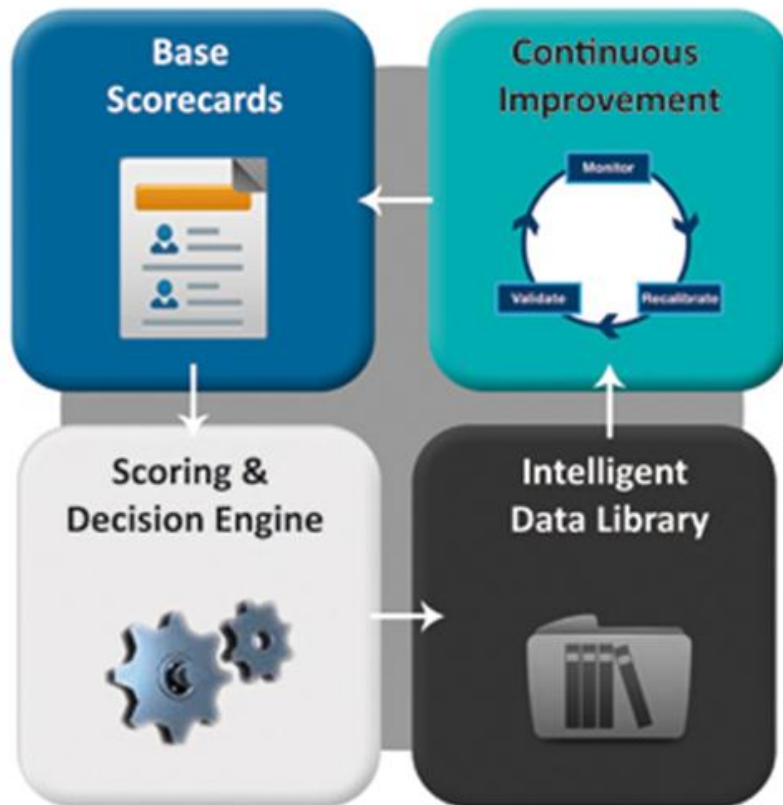 Base
Scorecards
Continuous
Improvement
Monitor
Validate
Recalibrate
Scoring &
Decision Engine
Intelligent
Data Library